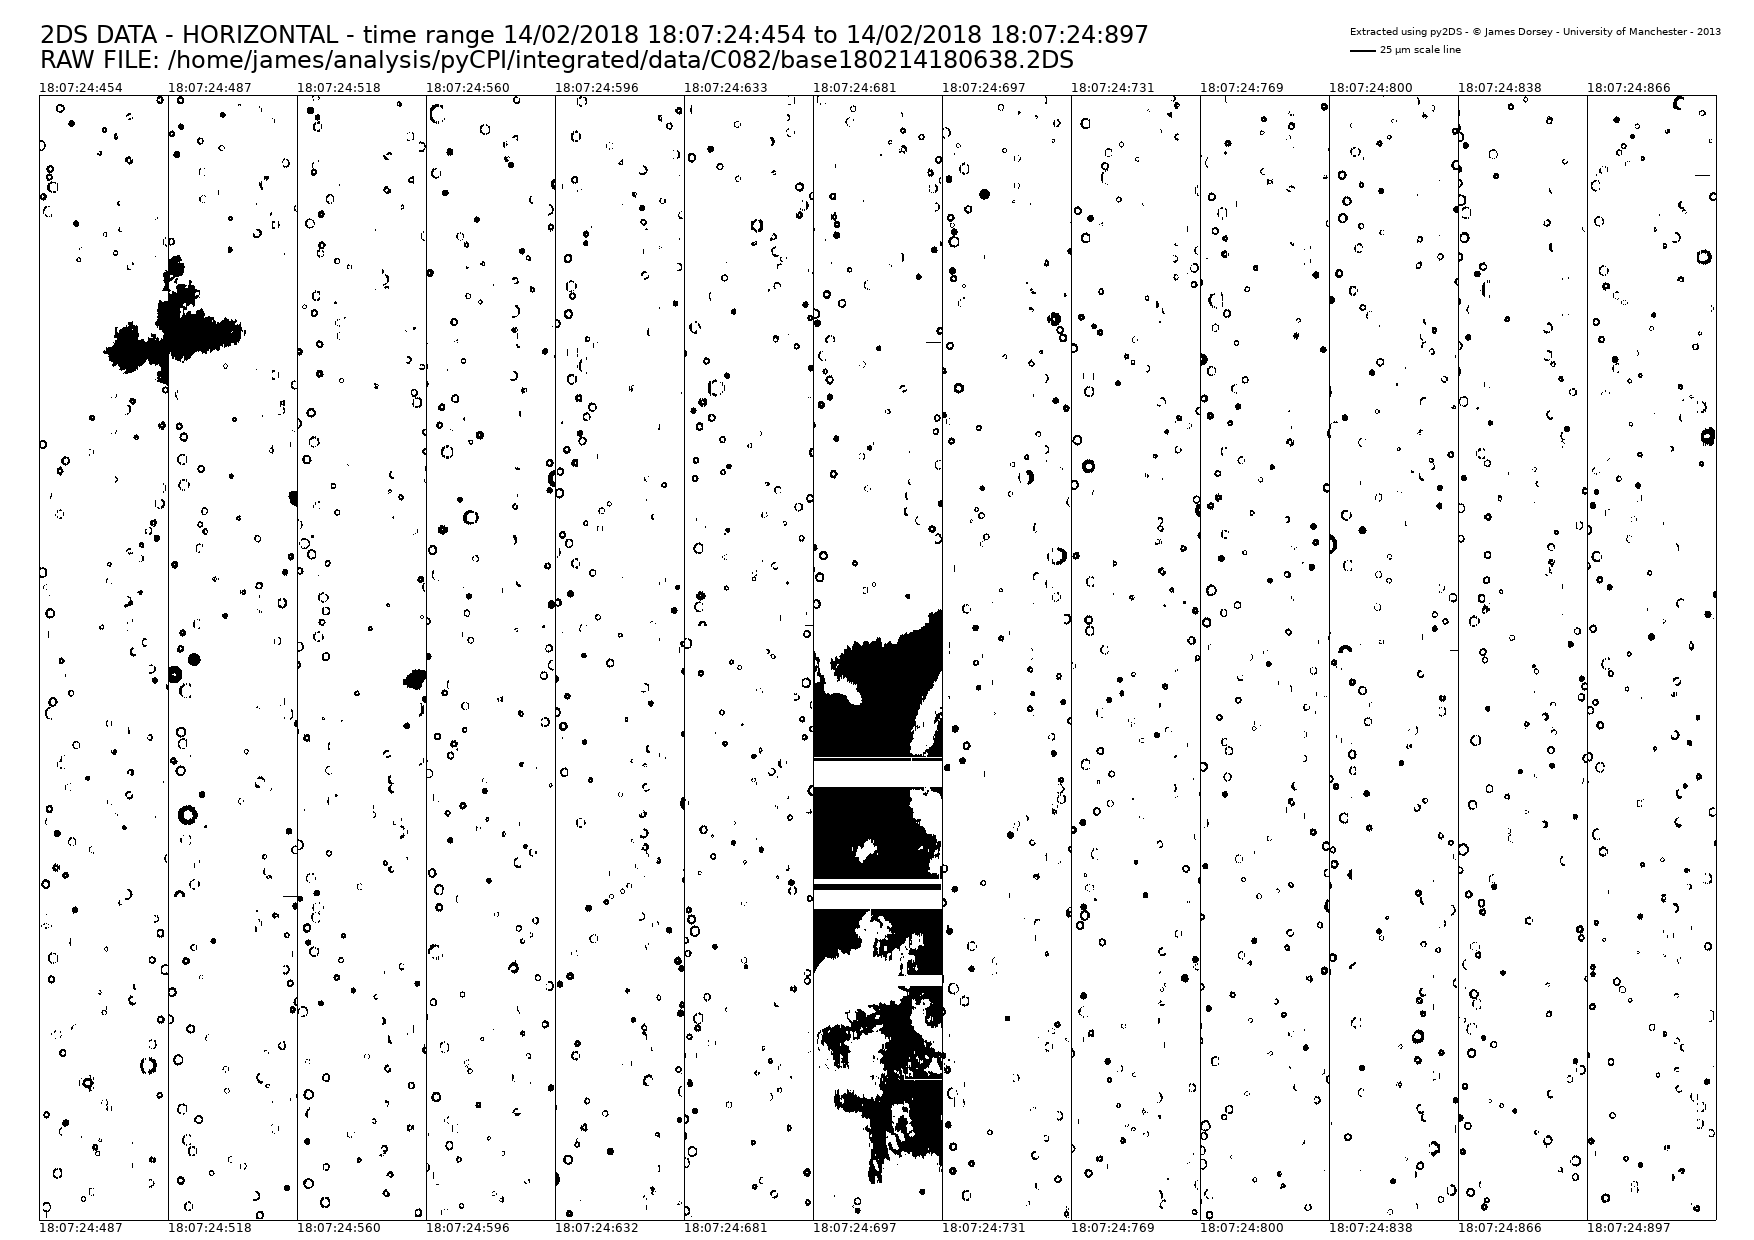 2DS DATA - HORIZONTAL - time range 14/02/2018 18:07:24:454 to 14/02/2018 18:07:24:897
RAW FILE: /home/james/analysis/pyCPI/integrated/data/C082/base180214180638.2DS
Extracted using py2DS - © James Dorsey - University of Manchester - 2013
25 µm scale line
18:07:24:454 18:07:24:487 18:07:24:518 18:07:24:560 18:07:24:596 18:07:24:633 18:07:24:681 18:07:24:697 18:07:24:731 18:07:24:769 18:07:24:800 18:07:24:838 18:07:24:866
18:07:24:487 18:07:24:518 18:07:24:560 18:07:24:596 18:07:24:632 18:07:24:681 18:07:24:697 18:07:24:731 18:07:24:769 18:07:24:800 18:07:24:838 18:07:24:866 18:07:24:897